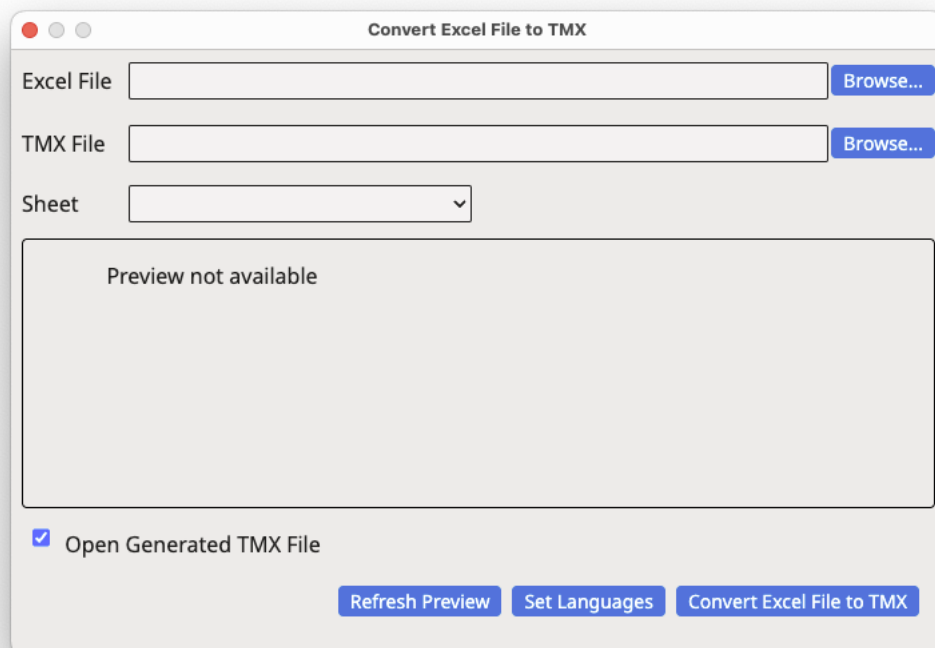 Convert Excel File to TMX
Excel File Browse...
TMX File Browse...
Sheet
Preview not available
Open Generated TMX File
Refresh Preview Set Languages Convert Excel File to TMX